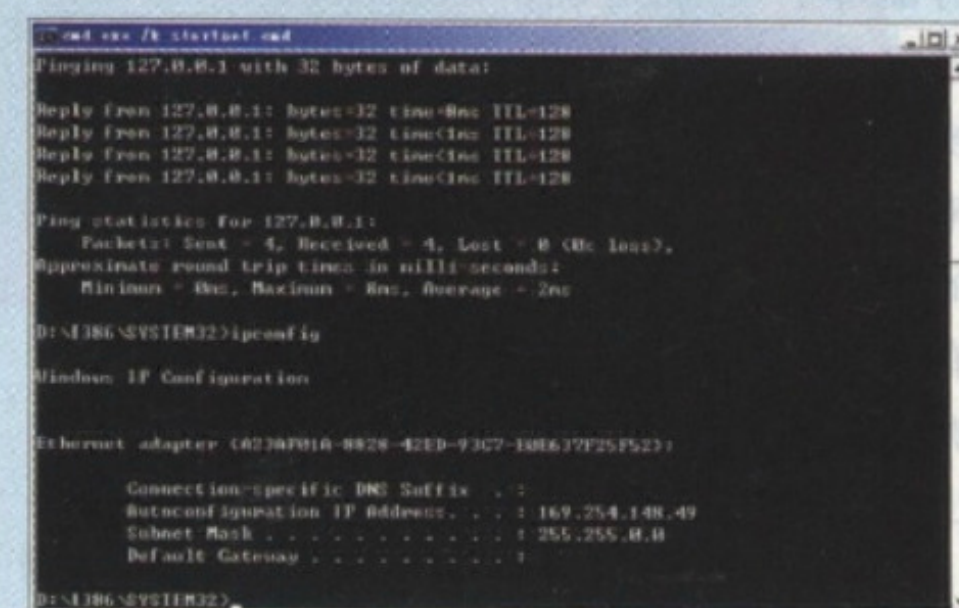 cmd exe /k startnet cmd
Pinging 127.0.0.1 with 32 bytes of data:
Reply from 127.0.0.1: bytes=32 time=8ms TTL=128
Reply from 127.0.0.1: bytes=32 time<1ms TTL=128
Reply from 127.0.0.1: bytes=32 time<1ms TTL=128
Reply from 127.0.0.1: bytes=32 time<1ms TTL=128
Ping statistics for 127.0.0.1:
Packets: Sent = 4, Received = 4, Lost = 0 (0% loss),
Approximate round trip times in milli-seconds:
Minimum = 0ms, Maximum = 8ms, Average = 2ms
D:\I386\SYSTEM32>ipconfig
Windows IP Configuration
Ethernet adapter
Connection-specific DNS Suffix . :
Autoconfiguration IP Address. . . : 169.254.148.49
Subnet Mask . . . . . . . . . . . : 255.255.0.0
Default Gateway . . . . . . . . . :
D:\I386\SYSTEM32>